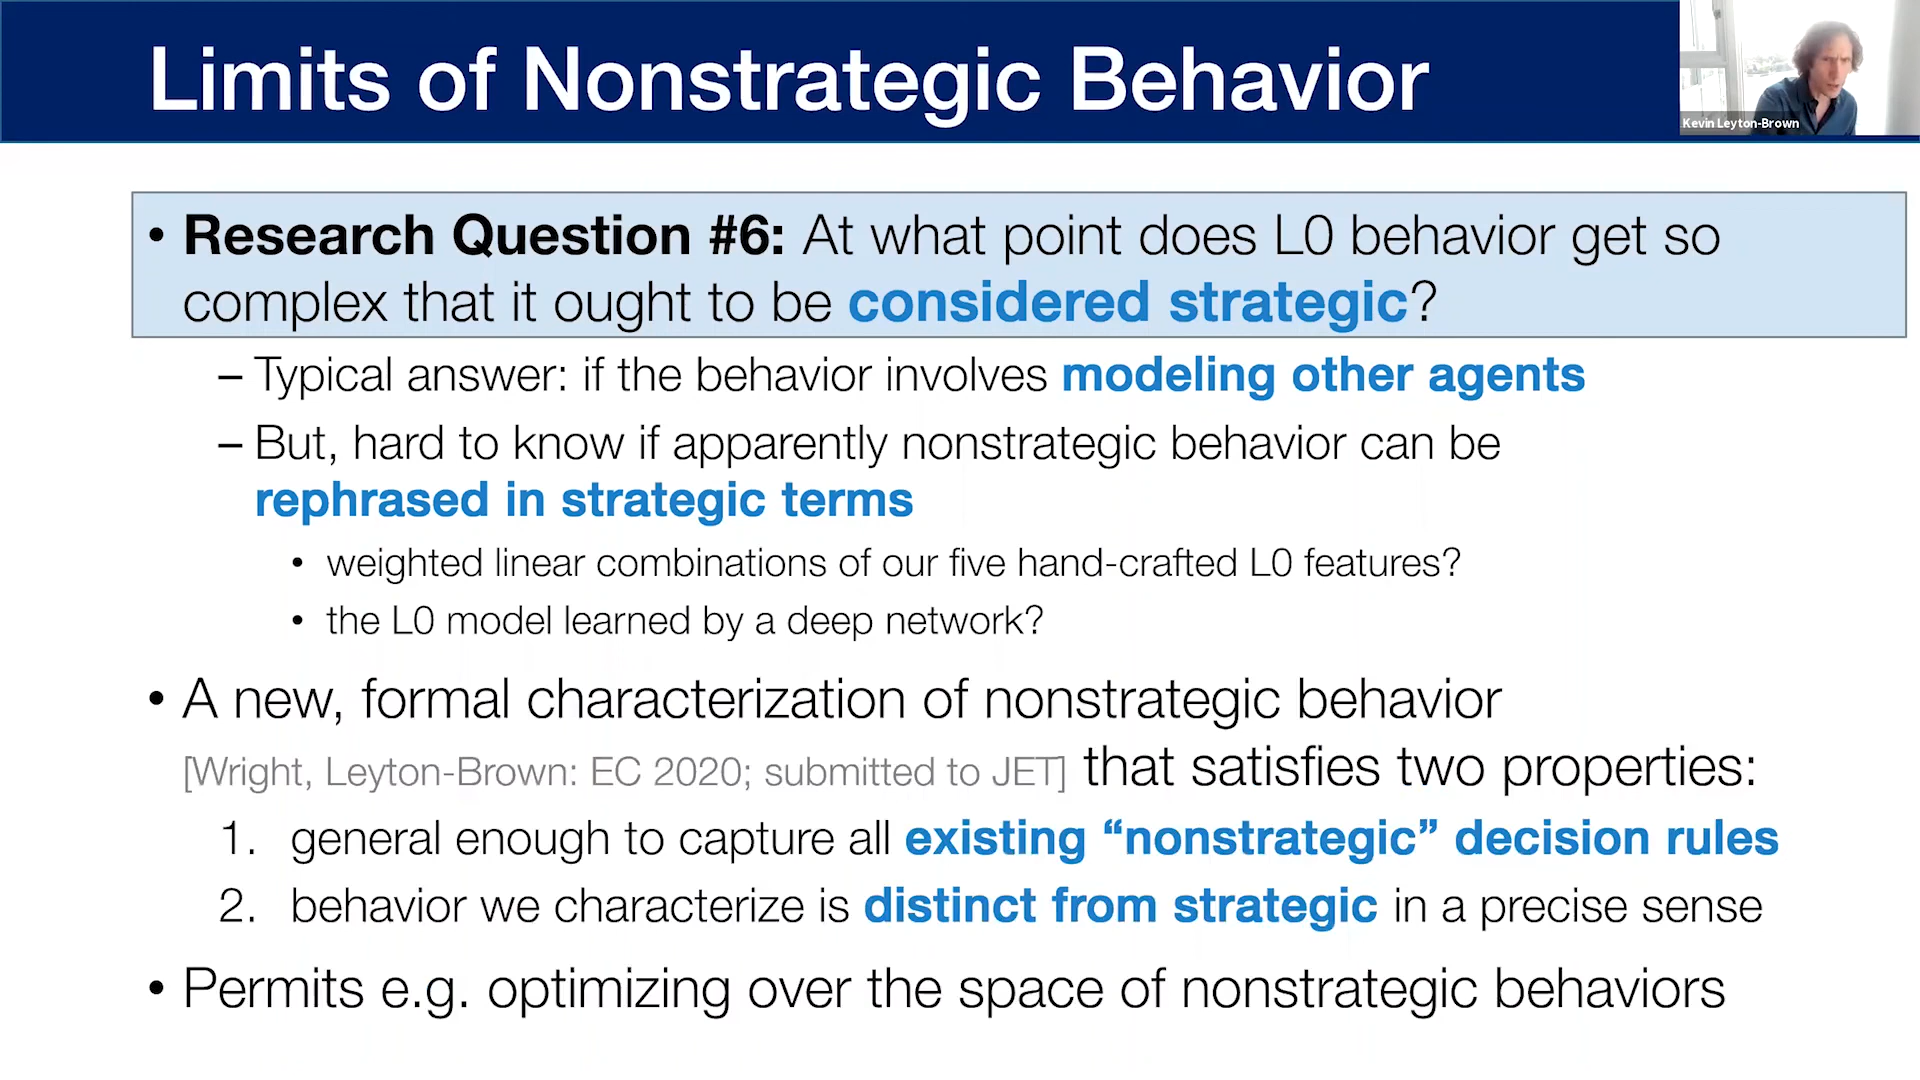 Limits of Nonstrategic Behavior
Kevin Leyton-Brown
• Research Question #6: At what point does L0 behavior get so
complex that it ought to be considered strategic?
– Typical answer: if the behavior involves modeling other agents
– But, hard to know if apparently nonstrategic behavior can be
rephrased in strategic terms
• weighted linear combinations of our five hand-crafted L0 features?
• the L0 model learned by a deep network?
• A new, formal characterization of nonstrategic behavior
[Wright, Leyton-Brown: EC 2020; submitted to JET] that satisfies two properties:
1. general enough to capture all existing “nonstrategic” decision rules
2. behavior we characterize is distinct from strategic in a precise sense
• Permits e.g. optimizing over the space of nonstrategic behaviors